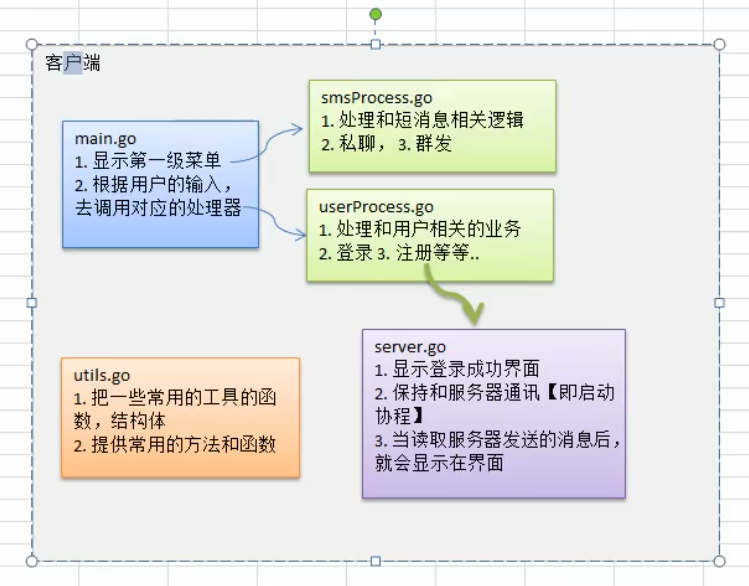 客户端
main.go
1. 显示第一级菜单
2. 根据用户的输入，
去调用对应的处理器
smsProcess.go
1. 处理和短消息相关逻辑
2. 私聊， 3. 群发
userProcess.go
1. 处理和用户相关的业务
2. 登录 3. 注册等等..
utils.go
1. 把一些常用的工具的函
数，结构体
2. 提供常用的方法和函数
server.go
1. 显示登录成功界面
2. 保持和服务器通讯【即启动
协程】
3. 当读取服务器发送的消息后，
就会显示在界面